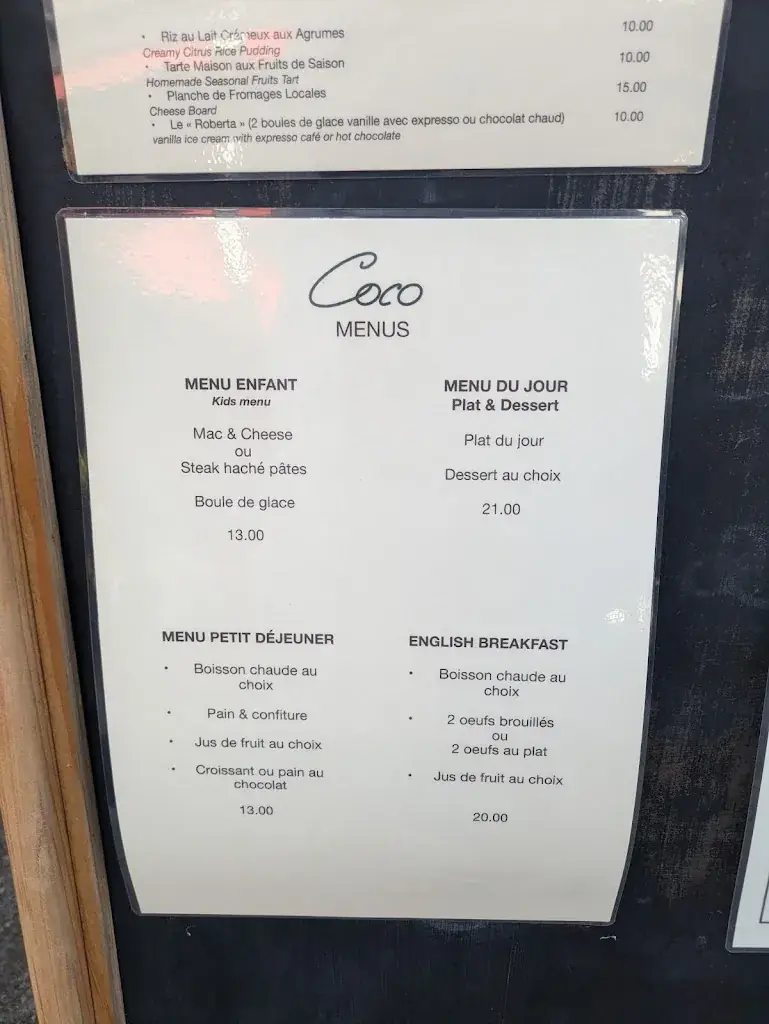 • Riz au Lait Crémeux aux Agrumes 10.00
Creamy Citrus Rice Pudding
• Tarte Maison aux Fruits de Saison 10.00
Homemade Seasonal Fruits Tart
• Planche de Fromages Locales 15.00
Cheese Board
• Le « Roberta » (2 boules de glace vanille avec expresso ou chocolat chaud) 10.00
vanilla ice cream with expresso café or hot chocolate
Coco
MENUS
MENU ENFANT
Kids menu
Mac & Cheese
ou
Steak haché pâtes
Boule de glace
13.00
MENU DU JOUR
Plat & Dessert
Plat du jour
Dessert au choix
21.00
MENU PETIT DÉJEUNER
• Boisson chaude au
choix
• Pain & confiture
• Jus de fruit au choix
• Croissant ou pain au
chocolat
13.00
ENGLISH BREAKFAST
• Boisson chaude au
choix
• 2 oeufs brouillés
ou
2 oeufs au plat
• Jus de fruit au choix
20.00